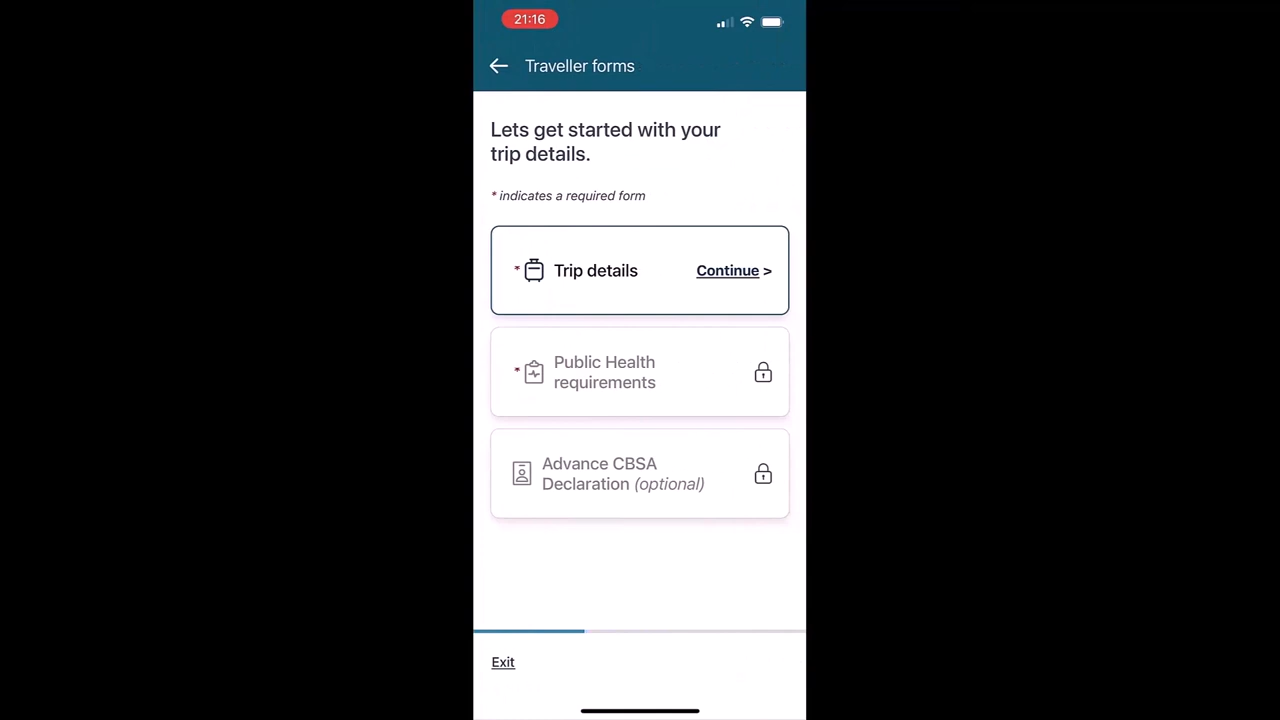 21:16
Traveller forms
Lets get started with your
trip details.
* indicates a required form
* Trip details Continue >
* Public Health
requirements
Advance CBSA
Declaration (optional)
Exit